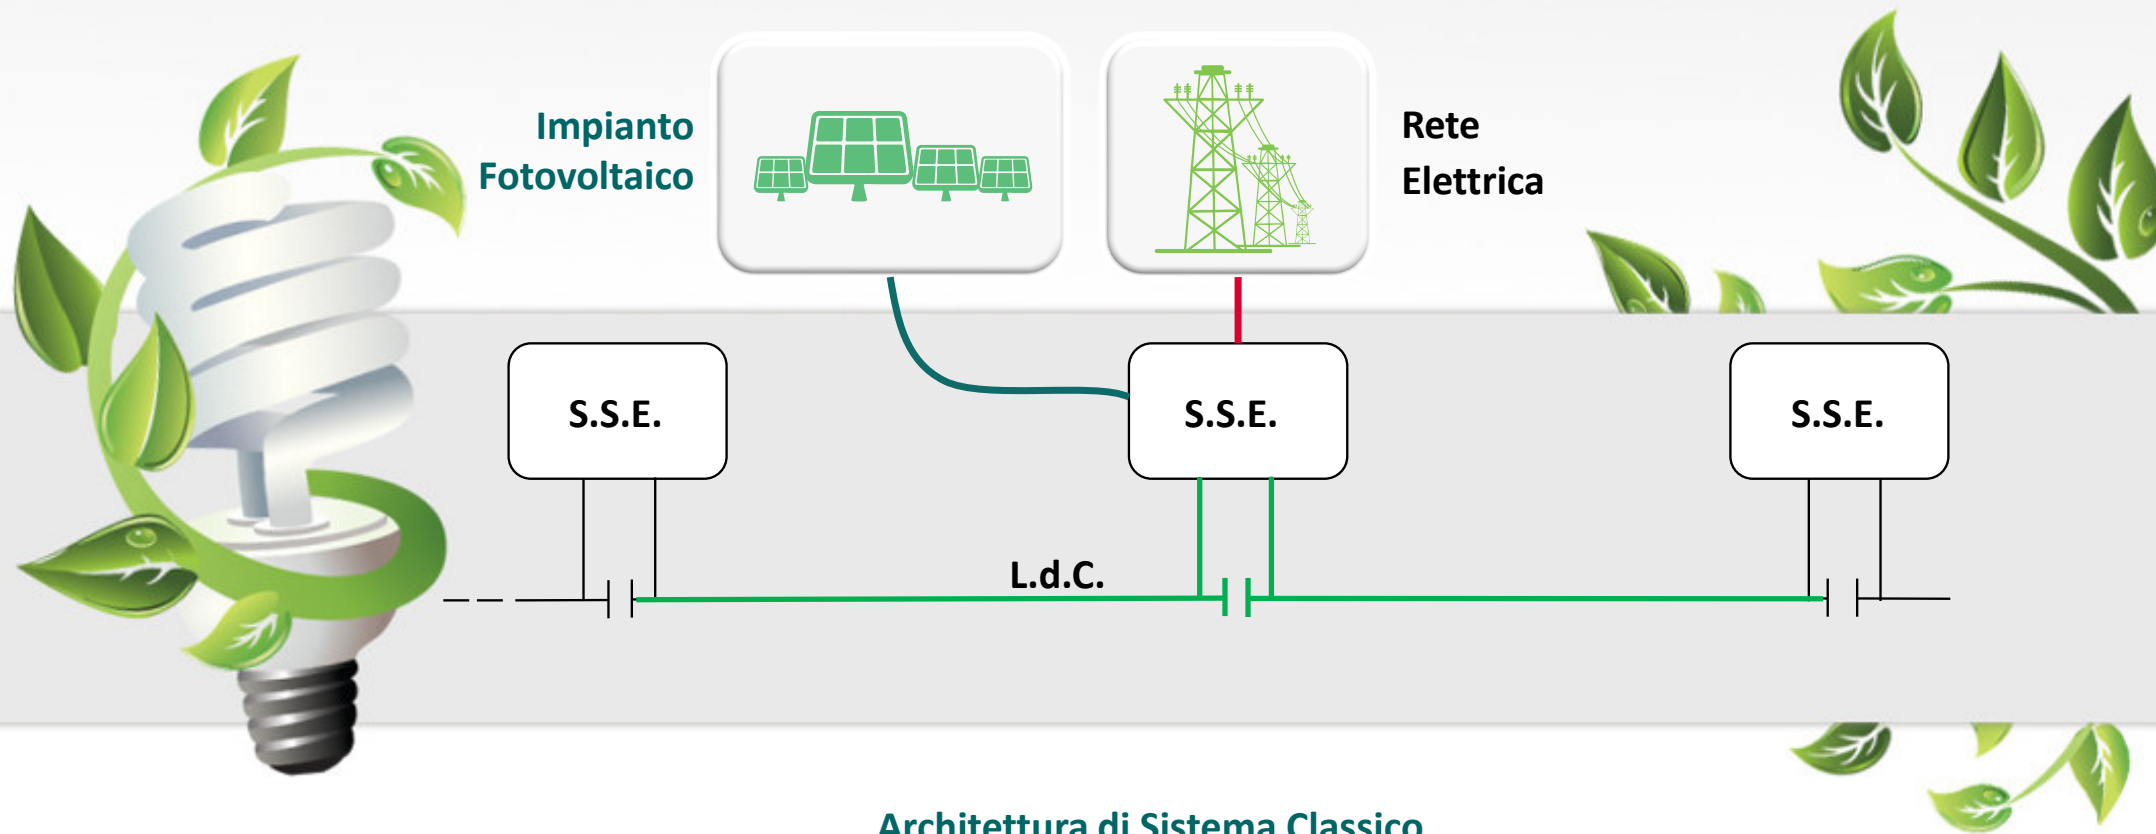 Impianto
Fotovoltaico
Rete
Elettrica
S.S.E.
S.S.E.
S.S.E.
L.d.C.
Architettura di Sistema Classico